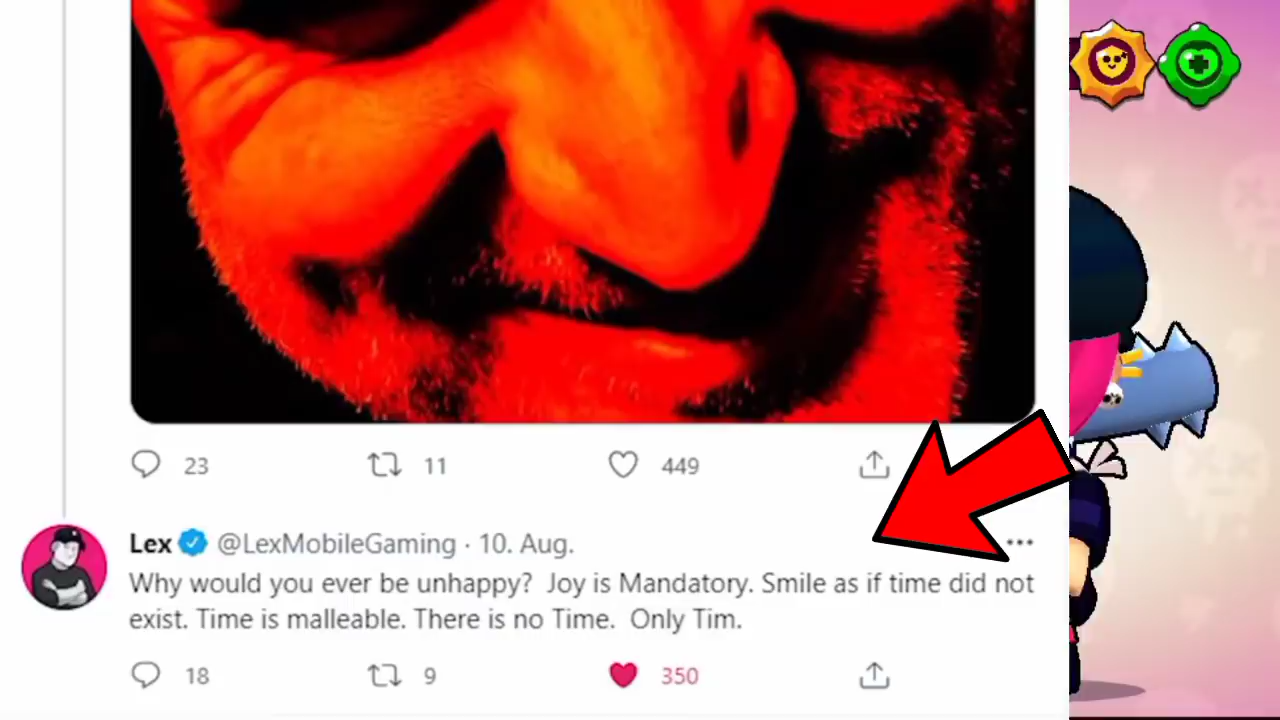 23 11 449
Lex @LexMobileGaming · 10. Aug.
Why would you ever be unhappy?  Joy is Mandatory. Smile as if time did not
exist. Time is malleable. There is no Time.  Only Tim.
18 9 350